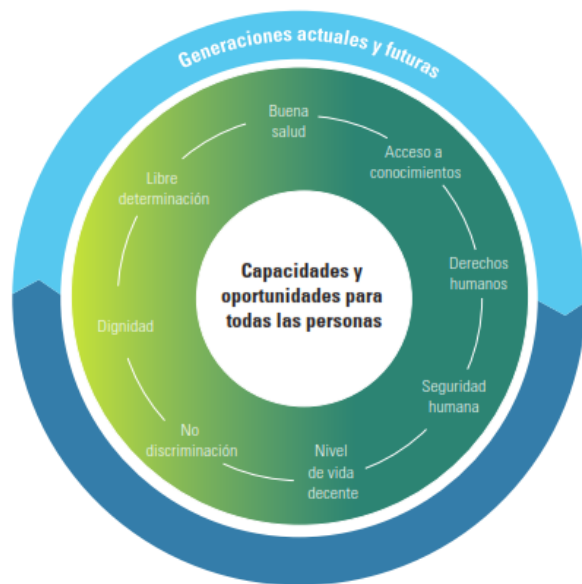 Generaciones actuales y futuras
Buena
salud
Acceso a
conocimientos
Derechos
humanos
Seguridad
humana
Nivel
de vida
decente
No
discriminación
Dignidad
Libre
determinación
Capacidades y
oportunidades para
todas las personas